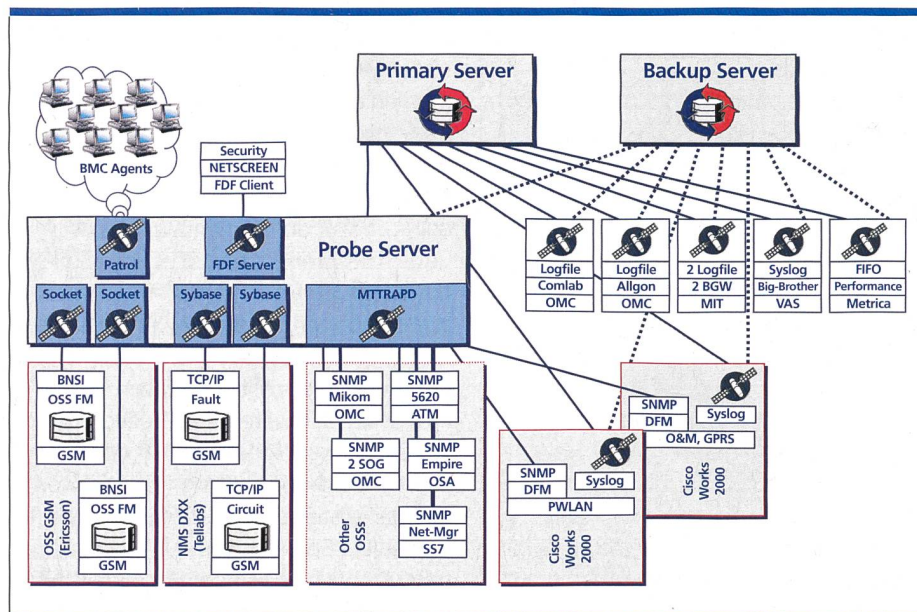 Primary Server
Backup Server
BMC Agents
Security
NETSCREEN
FDF Client
Probe Server
Patrol
FDF Server
Socket
Socket
Sybase
Sybase
MTTRAPD
Logfile
Comlab
OMC
Logfile
Allgon
OMC
2 Logfile
2 BGW
MIT
Syslog
Big-Brother
VAS
FIFO
Performance
Metrica
BNSI
OSS FM
GSM
BNSI
OSS FM
GSM
OSS GSM
(Ericsson)
TCP/IP
Fault
GSM
TCP/IP
Circuit
GSM
NMS DXX
(Tellabs)
SNMP
Mikom
OMC
SNMP
5620
ATM
SNMP
2 SOG
OMC
SNMP
Empire
OSA
SNMP
Net-Mgr
SS7
Other
OSSs
SNMP
DFM
Syslog
PWLAN
Cisco
Works
2000
SNMP
DFM
Syslog
O&M, GPRS
Cisco
Works
2000